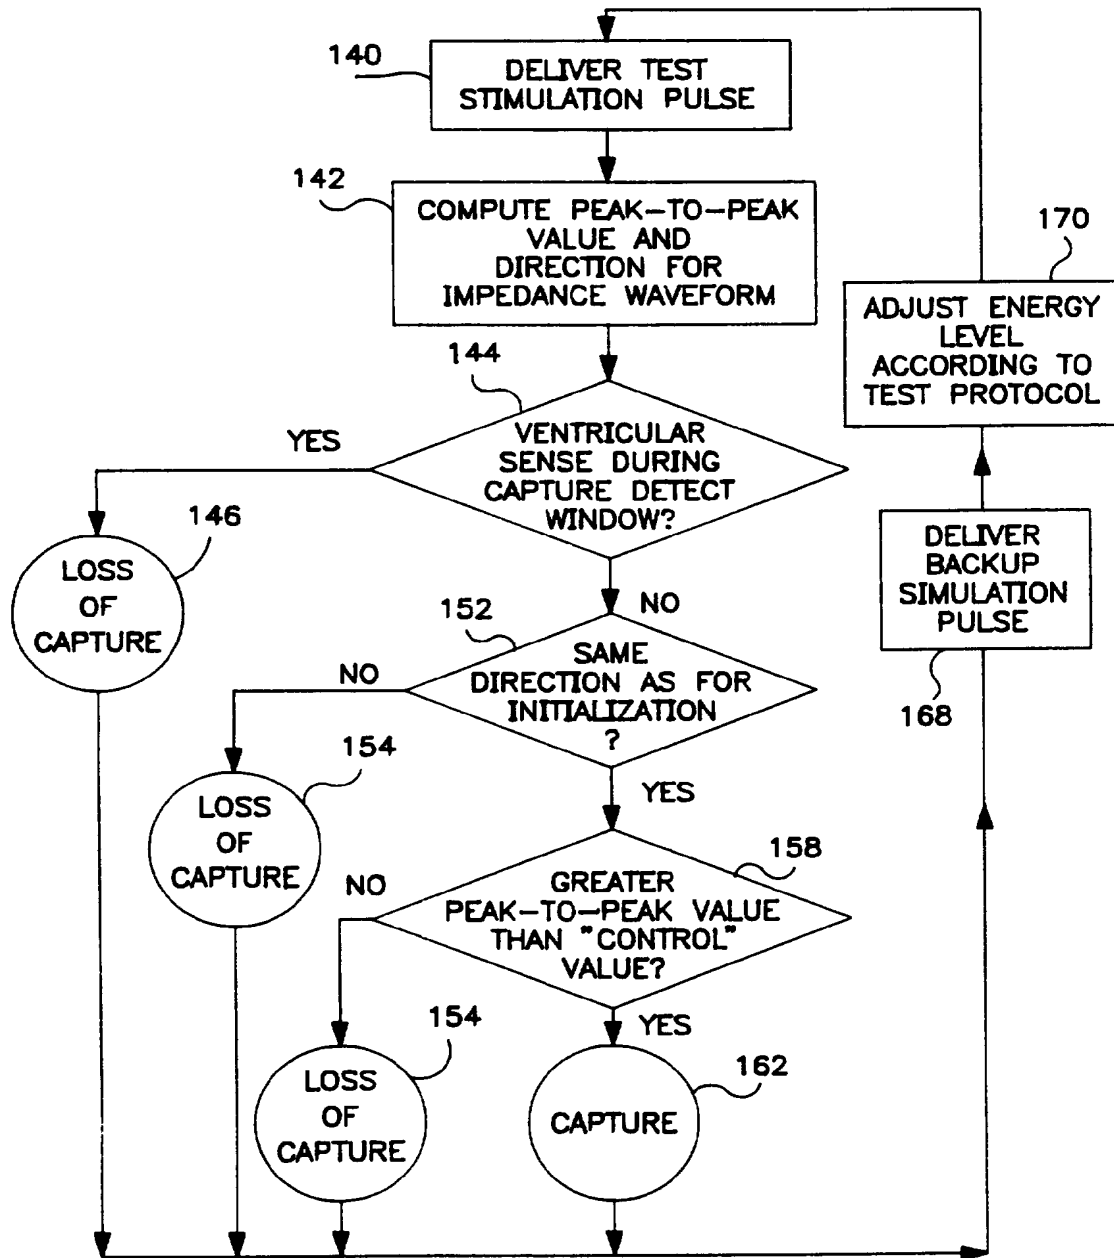 140
DELIVER TEST
STIMULATION PULSE
142
COMPUTE PEAK-TO-PEAK
VALUE AND
DIRECTION FOR
IMPEDANCE WAVEFORM
170
ADJUST ENERGY
LEVEL
ACCORDING TO
TEST PROTOCOL
144
YES
VENTRICULAR
SENSE DURING
CAPTURE DETECT
WINDOW?
146
LOSS
OF
CAPTURE
DELIVER
BACKUP
SIMULATION
PULSE
168
NO
152
NO
SAME
DIRECTION AS FOR
INITIALIZATION
?
154
LOSS
OF
CAPTURE
YES
158
NO
GREATER
PEAK-TO-PEAK VALUE
THAN "CONTROL"
VALUE?
154
LOSS
OF
CAPTURE
YES
162
CAPTURE